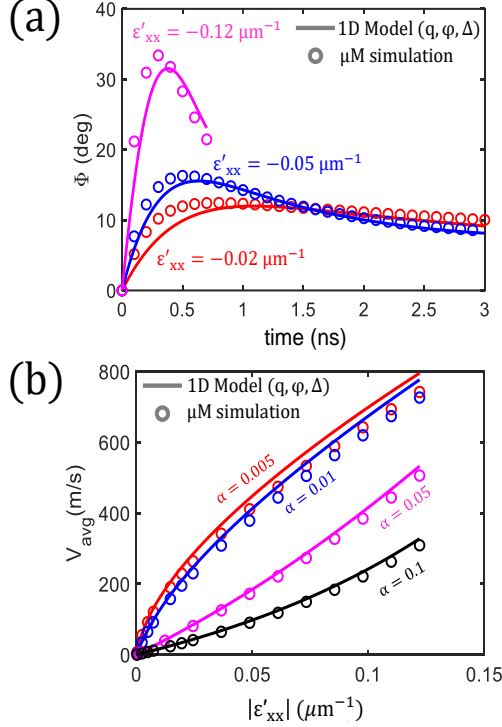 (a)
ε′xx = −0.12 μm⁻¹
1D Model (q, φ, Δ)
μM simulation
40
30
20
10
0
Φ (deg)
ε′xx = −0.05 μm⁻¹
ε′xx = −0.02 μm⁻¹
0 0.5 1 1.5 2 2.5 3
time (ns)
(b)
1D Model (q, φ, Δ)
μM simulation
800
600
400
200
0
Vavg(m/s)
α = 0.005
α = 0.01
α = 0.05
α = 0.1
0 0.05 0.1 0.15
|ε′xx| (μm⁻¹)